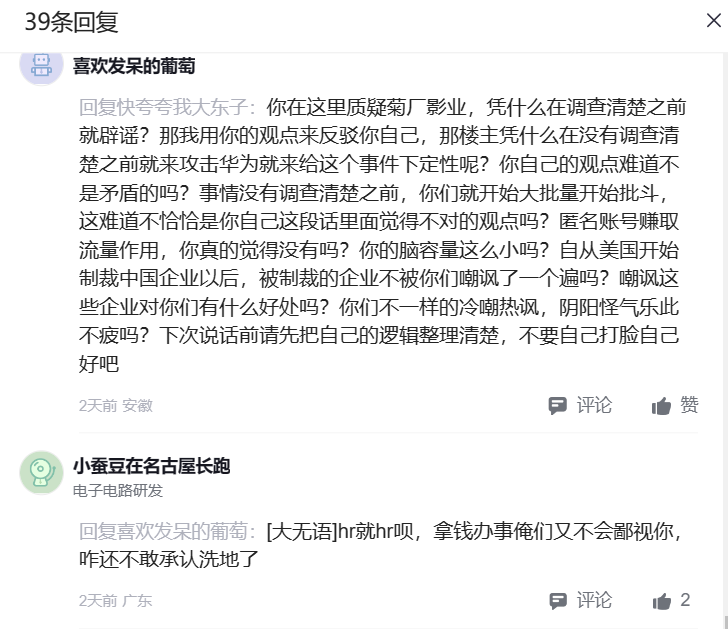 39条回复
喜欢发呆的葡萄
回复快夸夸我大东子：你在这里质疑菊厂影业，凭什么在调查清楚之前
就辟谣？那我用你的观点来反驳你自己，那楼主凭什么在没有调查清
楚之前就来攻击华为就来给这个事件下定性呢？你自己的观点难道不
是矛盾的吗？事情没有调查清楚之前，你们就开始大批量开始批斗，
这难道不恰恰是你自己这段话里面觉得不对的观点吗？匿名账号赚取
流量作用，你真的觉得没有吗？你的脑容量这么小吗？自从美国开始
制裁中国企业以后，被制裁的企业不被你们嘲讽了一个遍吗？嘲讽这
些企业对你们有什么好处吗？你们不一样的冷嘲热讽，阴阳怪气乐此
不疲吗？下次说话前请先把自己的逻辑整理清楚，不要自己打脸自己
好吧
2天前 安徽 评论 赞
小蚕豆在名古屋长跑
电子电路研发
回复喜欢发呆的葡萄：[大无语]hr就hr呗，拿钱办事俺们又不会鄙视你，
咋还不敢承认洗地了
2天前 广东 评论 2